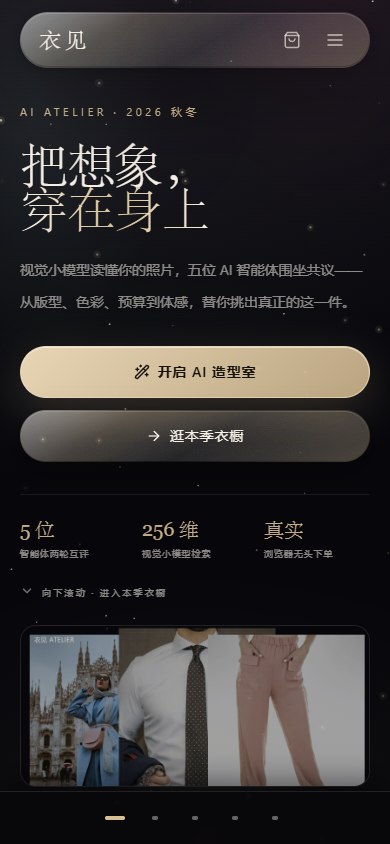 衣见
AI ATELIER · 2026 秋冬
把想象，
穿在身上
视觉小模型读懂你的照片，五位 AI 智能体围坐共议——
从版型、色彩、预算到体感，替你挑出真正的这一件。
开启 AI 造型室
逛本季衣橱
5 位
256 维
真实
智能体两轮互评
视觉小模型检索
浏览器无头下单
向下滚动 · 进入本季衣橱
衣见 ATELIER